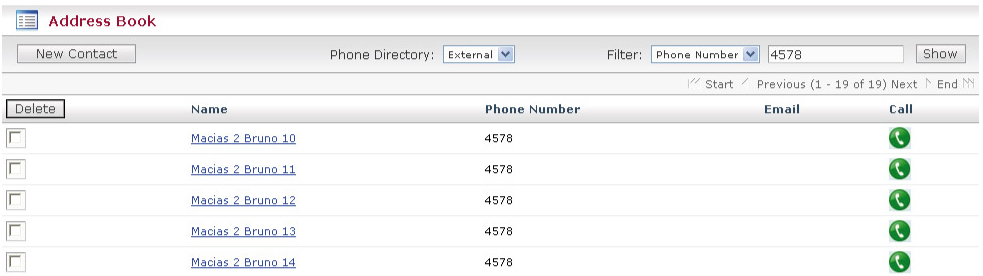 Address Book
New Contact Phone Directory: External Filter: Phone Number 4578 Show
Start Previous (1 - 19 of 19) Next End
Delete Name Phone Number Email Call
Macias 2 Bruno 10 4578
Macias 2 Bruno 11 4578
Macias 2 Bruno 12 4578
Macias 2 Bruno 13 4578
Macias 2 Bruno 14 4578